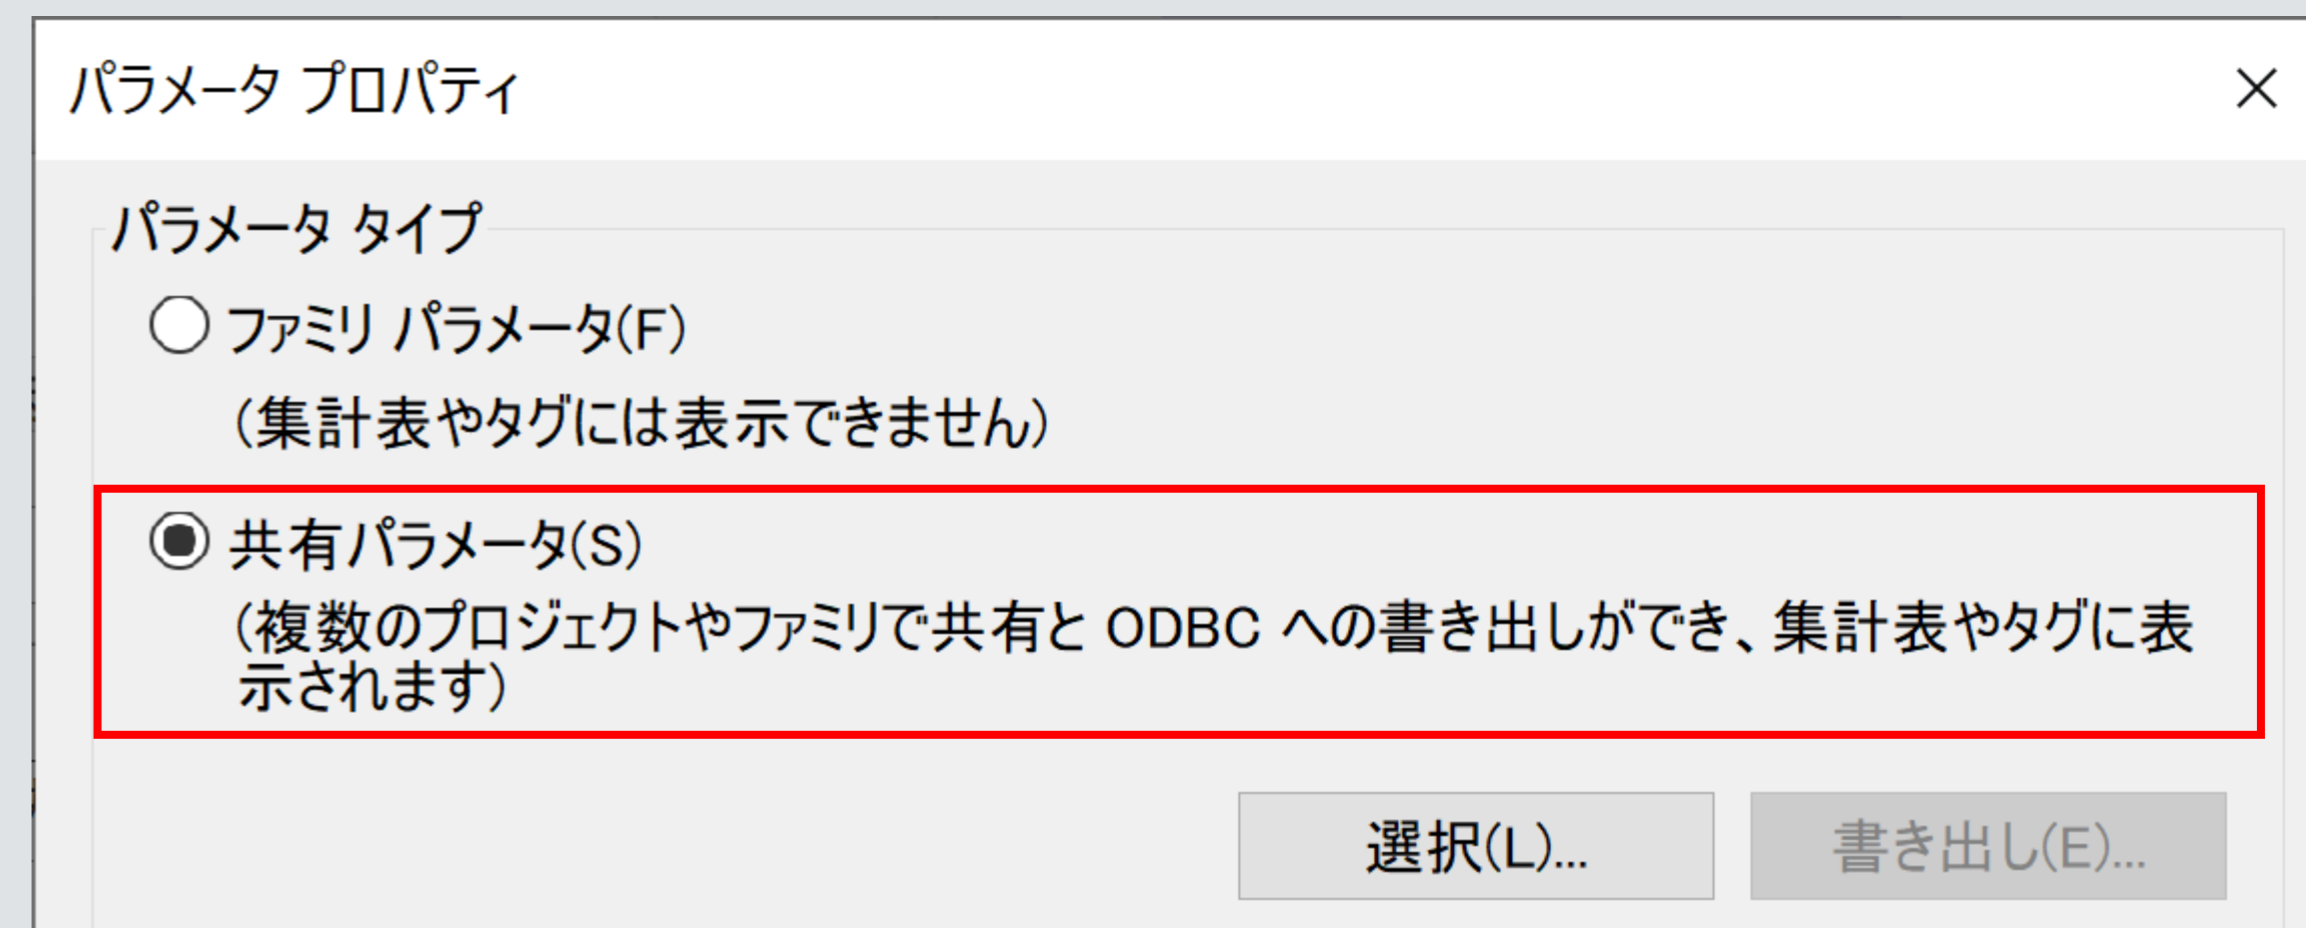 パラメータ プロパティ
パラメータ タイプ
ファミリ パラメータ(F)
(集計表やタグには表示できません)
共有パラメータ(S)
(複数のプロジェクトやファミリで共有と ODBC への書き出しができ、集計表やタグに表
示されます)
選択(L)...
書き出し(E)...